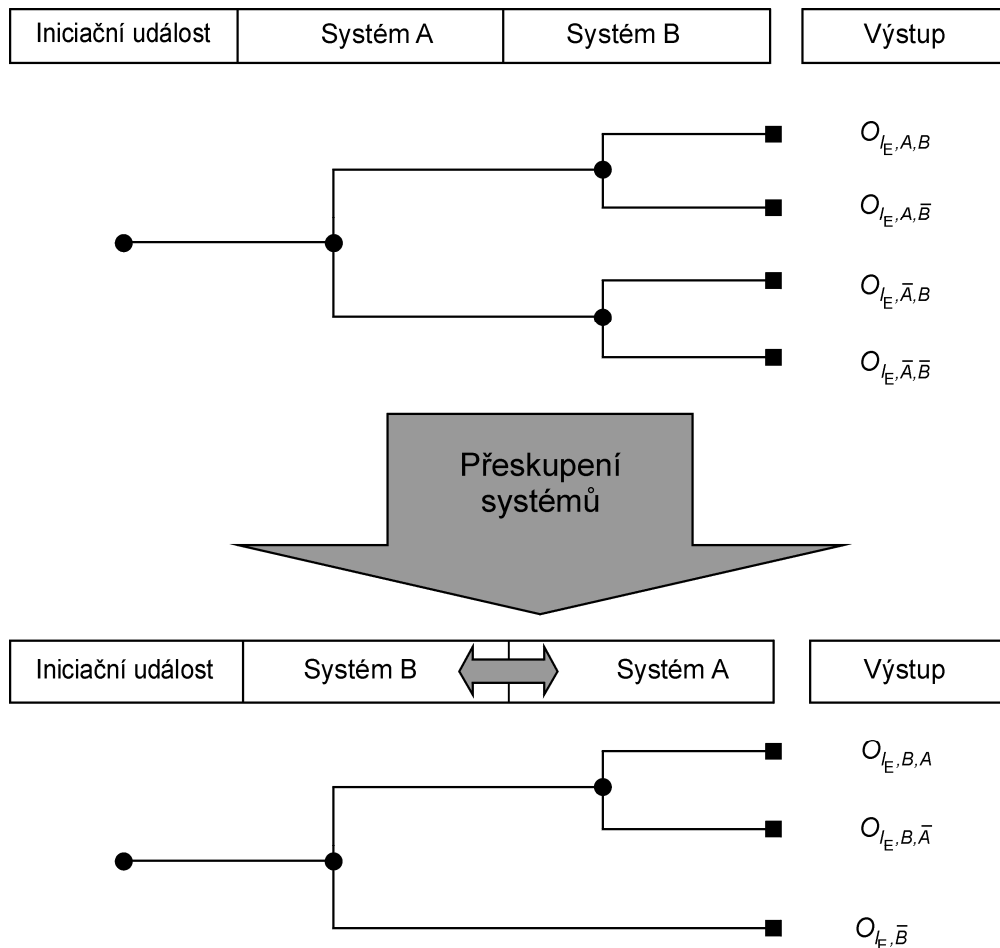 Iniciační událost Systém A Systém B Výstup
O_{I_E,A,B}
O_{I_E,A,B̅}
O_{I_E,A̅,B}
O_{I_E,A̅,B̅}
Přeskupení
systémů
Iniciační událost Systém B Systém A Výstup
O_{I_E,B,A}
O_{I_E,B,A̅}
O_{I_E,B̅}